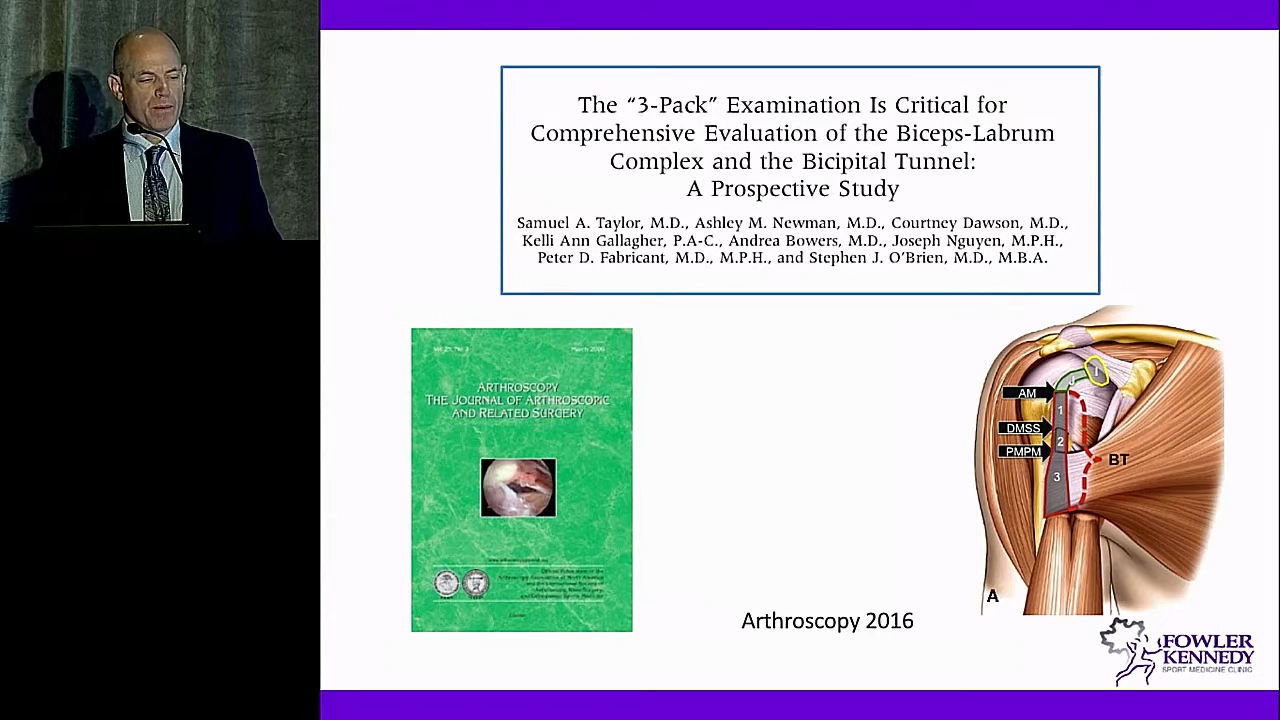 The “3-Pack” Examination Is Critical for
Comprehensive Evaluation of the Biceps-Labrum
Complex and the Bicipital Tunnel:
A Prospective Study
Samuel A. Taylor, M.D., Ashley M. Newman, M.D., Courtney Dawson, M.D.,
Kelli Ann Gallagher, P.A-C., Andrea Bowers, M.D., Joseph Nguyen, M.P.H.,
Peter D. Fabricant, M.D., M.P.H., and Stephen J. O’Brien, M.D., M.B.A.
ARTHROSCOPY
THE JOURNAL OF ARTHROSCOPIC
AND RELATED SURGERY
I
J
AM
1
DMSS
2
PMPM
BT
3
A
Arthroscopy 2016
FOWLER
KENNEDY
SPORT MEDICINE CLINIC